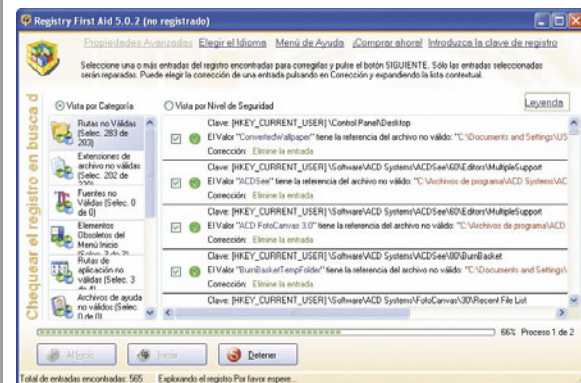 Registry First Aid 5.0.2 (no registrado)
Propiedades Avanzadas Elegir el Idioma Menú de Ayuda ¡Comprar ahora! Introduzca la clave de registro
Seleccione una o más entradas del registro encontradas para corregirlas y pulse el botón SIGUIENTE. Sólo las entradas seleccionadas
serán reparadas. Puede elegir la corrección de una entrada pulsando en Corrección y expandiendo la lista contextual.
Chequear el registro en busca d
Vista por Categoría Vista por Nivel de Seguridad Leyenda
Rutas no Válidas
(Selec. 283 de
283)
Extensiones de
archivo no válidas
(Selec. 202 de
Fuentes no
Válidas (Selec. 0
de 0)
Elementos
Obsoletos del
Menú Inicio
(Selec. 2 de 2)
Rutas de
aplicación no
válidas (Selec. 3
Archivos de ayuda
no válidos (Selec.
0 de 0)
Clave: [HKEY_CURRENT_USER] \Control Panel\Desktop
El Valor "ConvertedWallpaper" tiene la referencia del archivo no válido: "C:\Documents and Settings\US
Corrección: Elimine la entrada
Clave: [HKEY_CURRENT_USER] \Software\ACD Systems\ACDSee\60\Editors\MultipleSupport
El Valor "ACDSee" tiene la referencia del archivo no válido: "C:\Archivos de programa\ACD Systems\AC
Corrección: Elimine la entrada
Clave: [HKEY_CURRENT_USER] \Software\ACD Systems\ACDSee\60\Editors\MultipleSupport
El Valor "ACD FotoCanvas 3.0" tiene la referencia del archivo no válido: "C:\Archivos de programa\ACD
Corrección: Elimine la entrada
Clave: [HKEY_CURRENT_USER] \Software\ACD Systems\ACDSee\80\BurnBasket
El Valor "BurnBasketTempFolder" tiene la referencia del archivo no válido: "C:\Documents and Settings\
Corrección: Elimine la entrada
Clave: [HKEY_CURRENT_USER] \Software\ACD Systems\FotoCanvas\30\Recent File List
66% Proceso 1 de 2
Al Inicio Iniciar Detener
Total de entradas encontradas: 565 Explorando el registro Por favor espere...